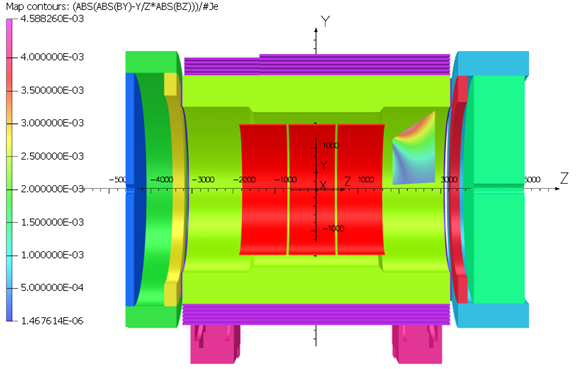 Map contours: (ABS(ABS(BY)-Y/Z*ABS(BZ)))/#Je
4.588260E-03
4.000000E-03
3.500000E-03
3.000000E-03
2.500000E-03
2.000000E-03
1.500000E-03
1.000000E-03
5.000000E-04
1.467614E-06
Y
1000
Y
X Z
-4000 -3000 -2000 1000 5000 Z
-1000